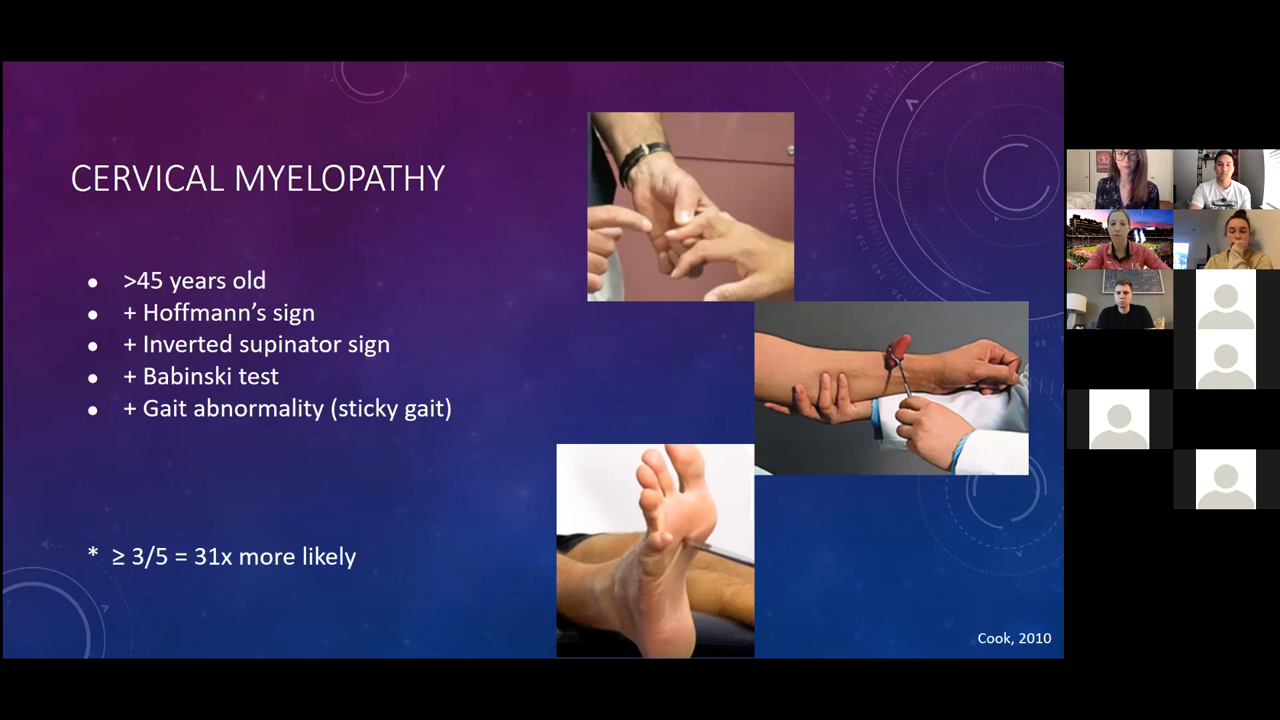 CERVICAL MYELOPATHY
● >45 years old
● + Hoffmann’s sign
● + Inverted supinator sign
● + Babinski test
● + Gait abnormality (sticky gait)
* ≥ 3/5 = 31x more likely
Cook, 2010